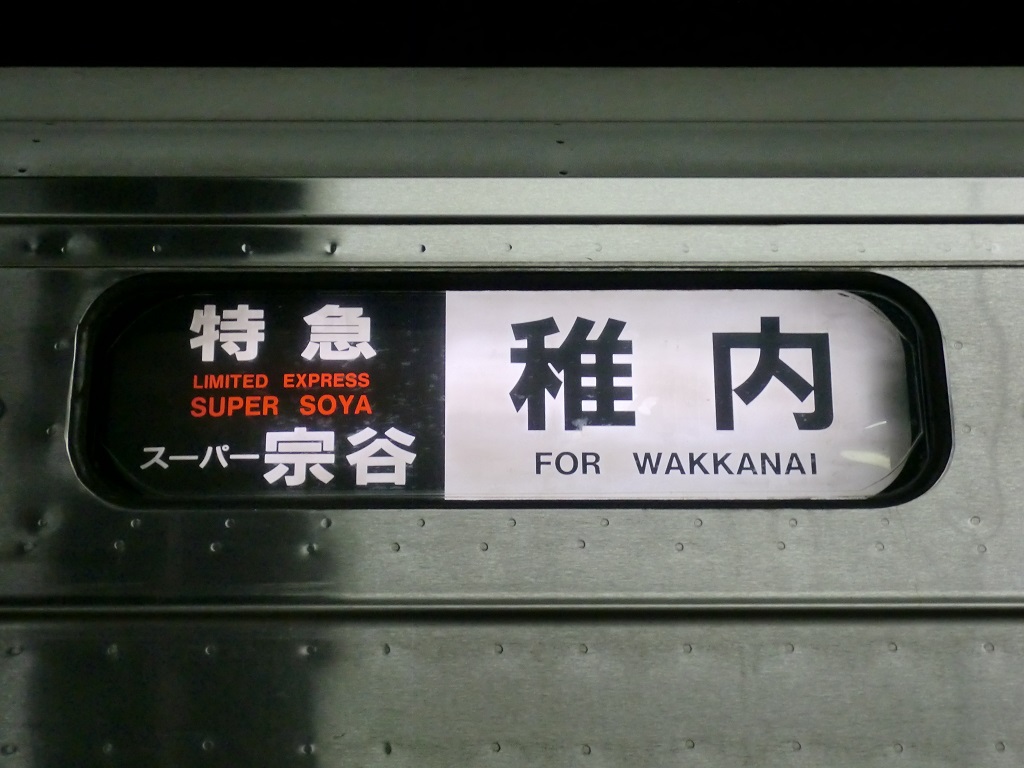 特急
LIMITED EXPRESS
SUPER SOYA
スーパー宗谷
稚内
FOR WAKKANAI